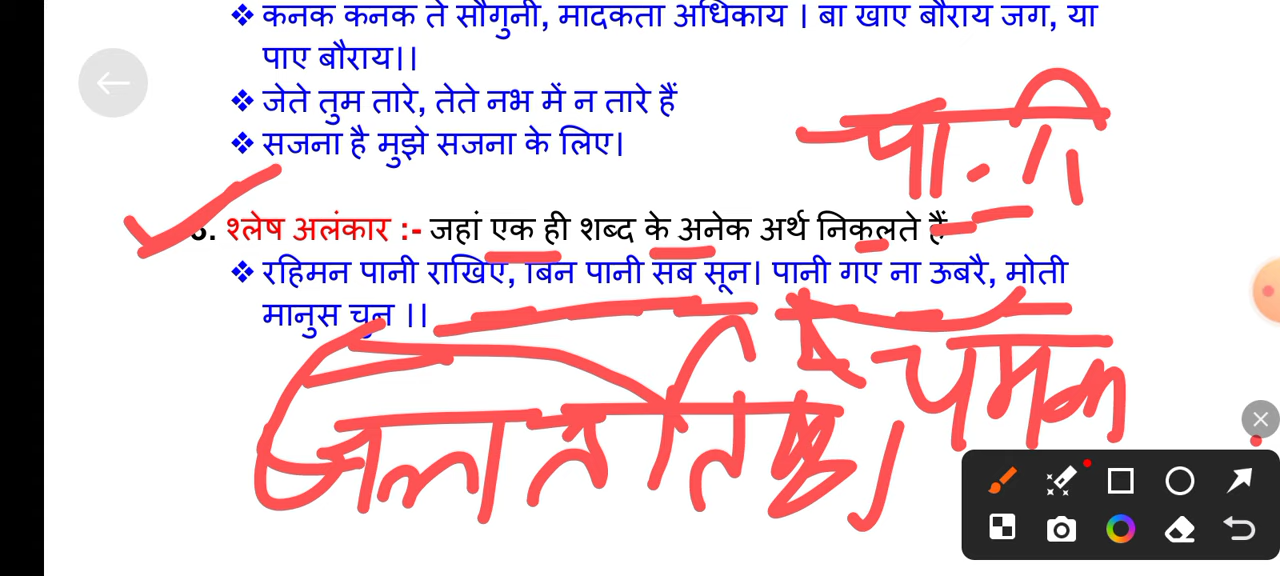 ❖ कनक कनक ते सौगुनी, मादकता अधिकाय । बा खाए बौराय जग, या
पाए बौराय।।
❖ जेते तुम तारे, तेते नभ में न तारे हैं
❖ सजना है मुझे सजना के लिए।
श्लेष अलंकार :- जहां एक ही शब्द के अनेक अर्थ निकलते हैं
❖ रहिमन पानी राखिए, बिन पानी सब सून। पानी गए ना ऊबरै, मोती
मानुस चुन ।।
चमक
जल